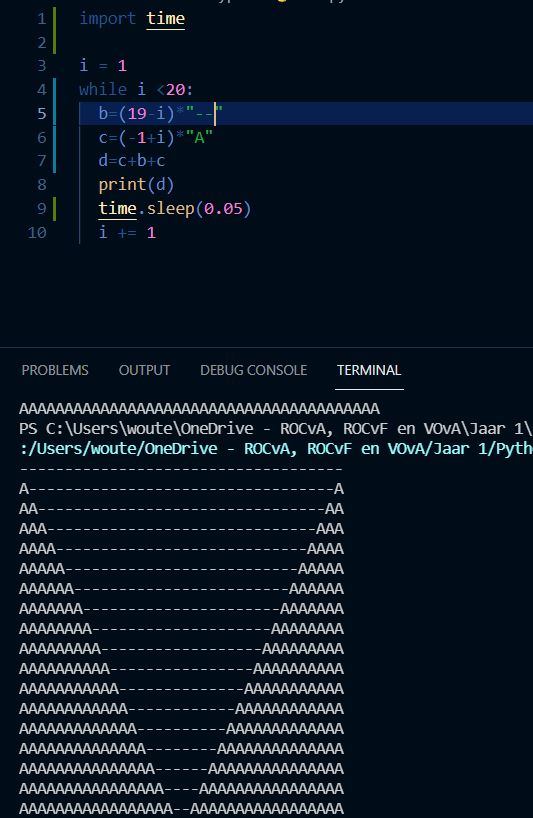 1 import time
2
3 i = 1
4 while i <20:
5 b=(19-i)*"--"
6 c=(-1+i)*"A"
7 d=c+b+c
8 print(d)
9 time.sleep(0.05)
10 i += 1
PROBLEMS OUTPUT DEBUG CONSOLE TERMINAL
AAAAAAAAAAAAAAAAAAAAAAAAAAAAAAAAAAAAAAAA
PS C:\Users\woute\OneDrive - ROCvA, ROCvF en VOvA\Jaar 1\
:/Users/woute/OneDrive - ROCvA, ROCvF en VOvA/Jaar 1/Pyth
------------------------------------
A----------------------------------A
AA--------------------------------AA
AAA------------------------------AAA
AAAA----------------------------AAAA
AAAAA--------------------------AAAAA
AAAAAA------------------------AAAAAA
AAAAAAA----------------------AAAAAAA
AAAAAAAA--------------------AAAAAAAA
AAAAAAAAA------------------AAAAAAAAA
AAAAAAAAAA----------------AAAAAAAAAA
AAAAAAAAAAA--------------AAAAAAAAAAA
AAAAAAAAAAAA------------AAAAAAAAAAAA
AAAAAAAAAAAAA----------AAAAAAAAAAAAA
AAAAAAAAAAAAAA--------AAAAAAAAAAAAAA
AAAAAAAAAAAAAAA------AAAAAAAAAAAAAAA
AAAAAAAAAAAAAAAA----AAAAAAAAAAAAAAAA
AAAAAAAAAAAAAAAAA--AAAAAAAAAAAAAAAAA